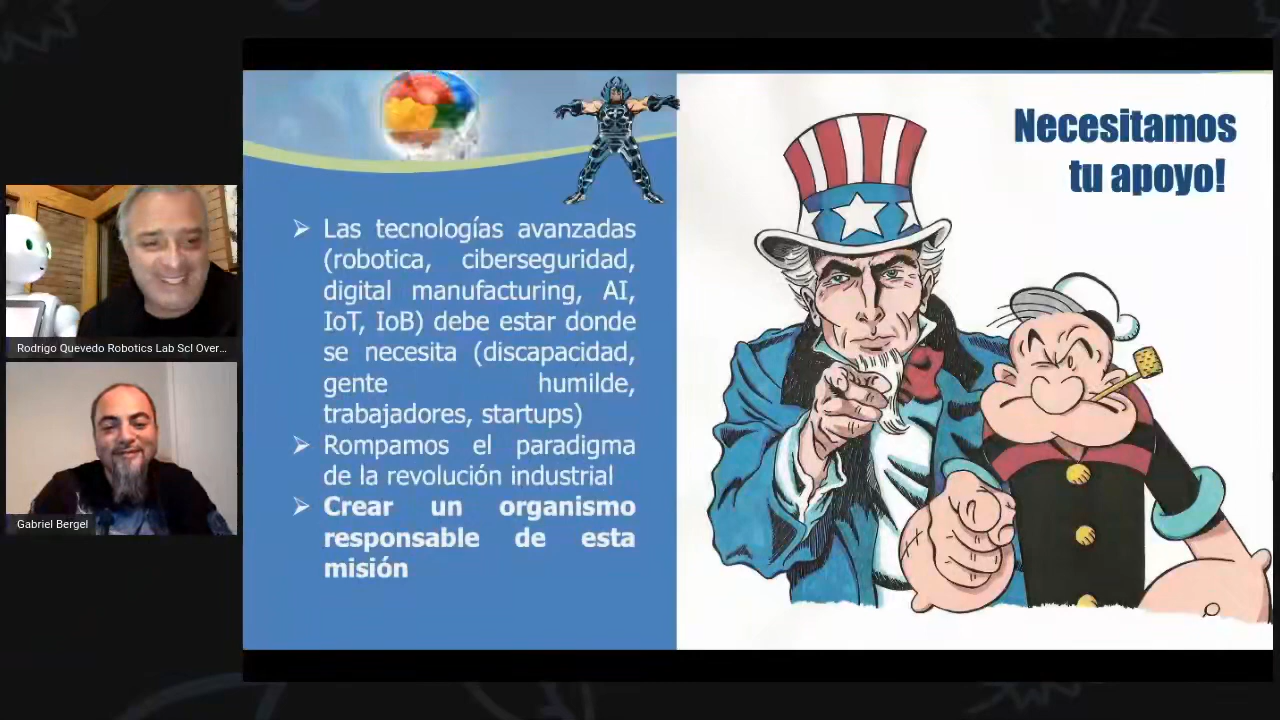 Necesitamos
tu apoyo!
Las tecnologías avanzadas
(robotica, ciberseguridad,
digital manufacturing, AI,
IoT, IoB) debe estar donde
se necesita (discapacidad,
gente humilde,
trabajadores, startups)
Rompamos el paradigma
de la revolución industrial
Crear un organismo
responsable de esta
misión
Rodrigo Quevedo Robotics Lab Scl Over...
Gabriel Bergel